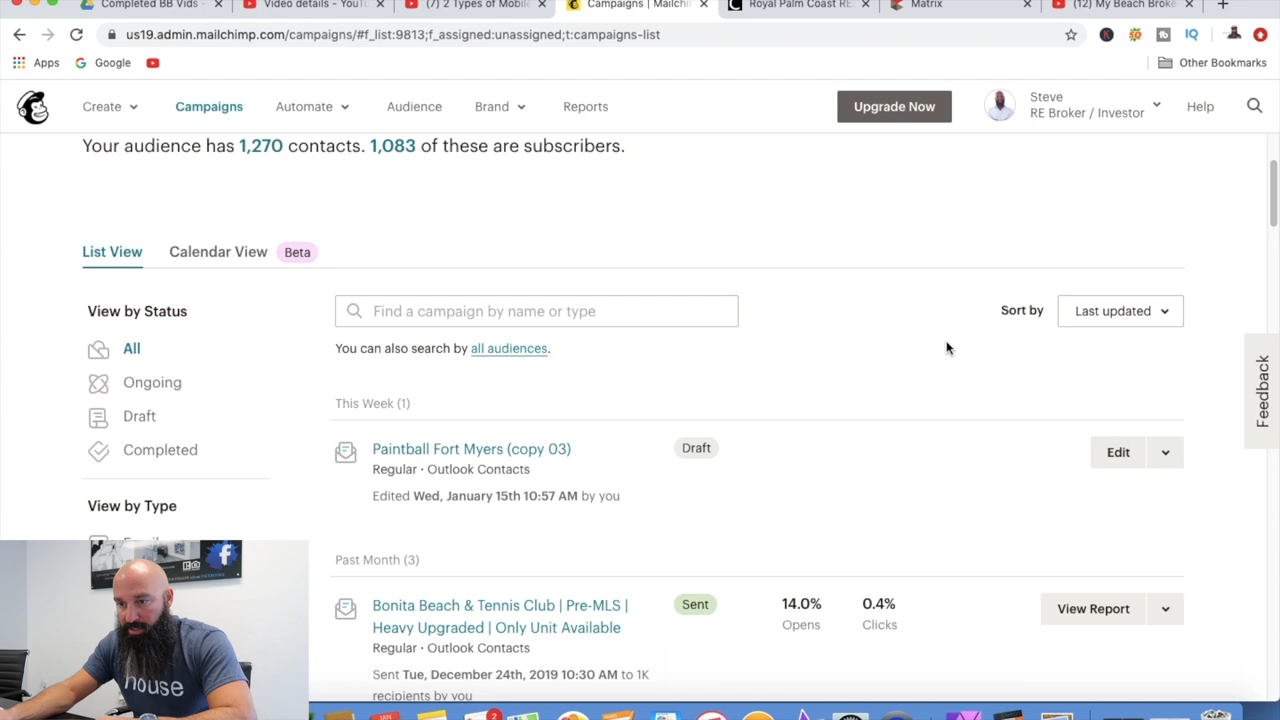 Completed BB Vids -
Video details - YouT
(7) 2 Types of Mobile
Campaigns | Mailchim
Royal Palm Coast RE
Matrix
(12) My Beach Broke
us19.admin.mailchimp.com/campaigns/#f_list:9813;f_assigned:unassigned;t:campaigns-list
IQ
Apps
Google
Other Bookmarks
Create
Campaigns
Automate
Audience
Brand
Reports
Upgrade Now
Steve
RE Broker / Investor
Help
Your audience has 1,270 contacts. 1,083 of these are subscribers.
List View
Calendar View
Beta
View by Status
Find a campaign by name or type
Sort by
Last updated
You can also search by all audiences.
All
Ongoing
Draft
Completed
View by Type
This Week (1)
Paintball Fort Myers (copy 03)
Draft
Edit
Regular · Outlook Contacts
Edited Wed, January 15th 10:57 AM by you
Past Month (3)
Bonita Beach & Tennis Club | Pre-MLS |
Heavy Upgraded | Only Unit Available
Sent
14.0%
Opens
0.4%
Clicks
View Report
Regular · Outlook Contacts
Sent Tue, December 24th, 2019 10:30 AM to 1K
recipients by you
Feedback
house
JAN
2